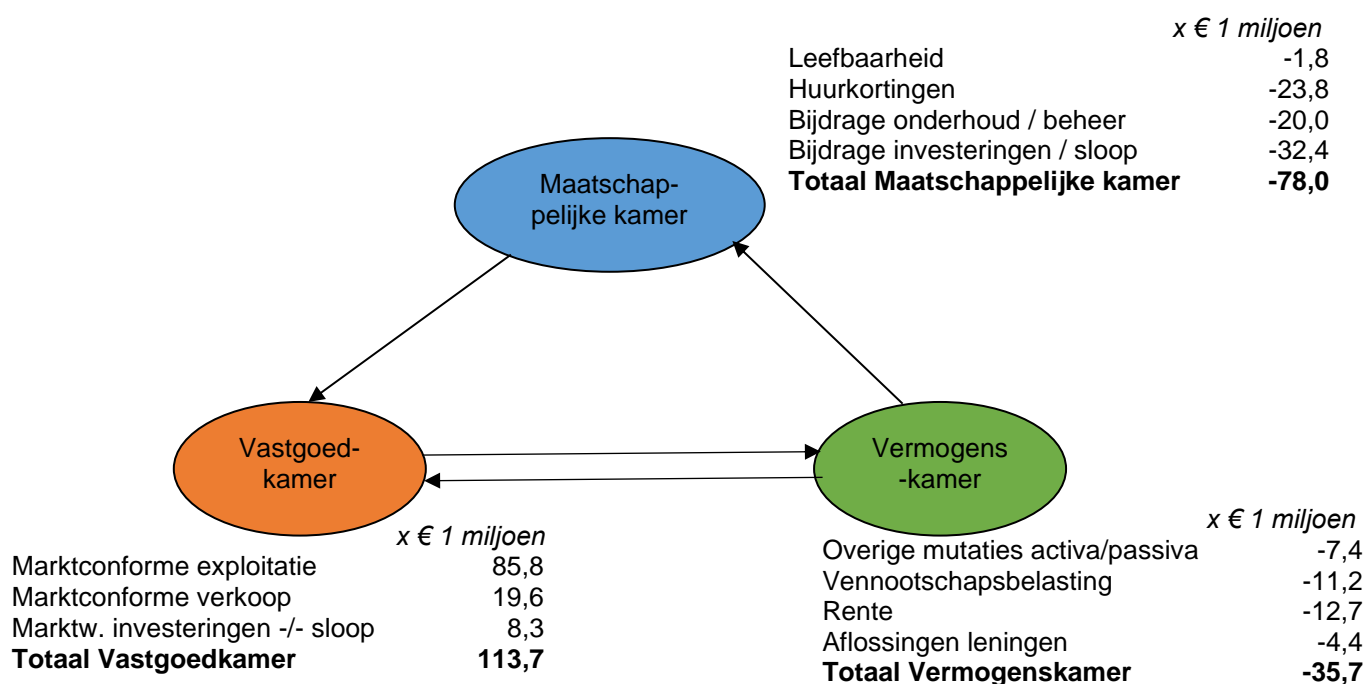 x € 1 miljoen
Leefbaarheid -1,8
Huurkortingen -23,8
Bijdrage onderhoud / beheer -20,0
Bijdrage investeringen / sloop -32,4
Totaal Maatschappelijke kamer -78,0
Maatschap-
pelijke kamer
Vastgoed-
kamer
x € 1 miljoen
Marktconforme exploitatie 85,8
Marktconforme verkoop 19,6
Marktw. investeringen -/- sloop 8,3
Totaal Vastgoedkamer 113,7
Vermogens
-kamer
x € 1 miljoen
Overige mutaties activa/passiva -7,4
Vennootschapsbelasting -11,2
Rente -12,7
Aflossingen leningen -4,4
Totaal Vermogenskamer -35,7